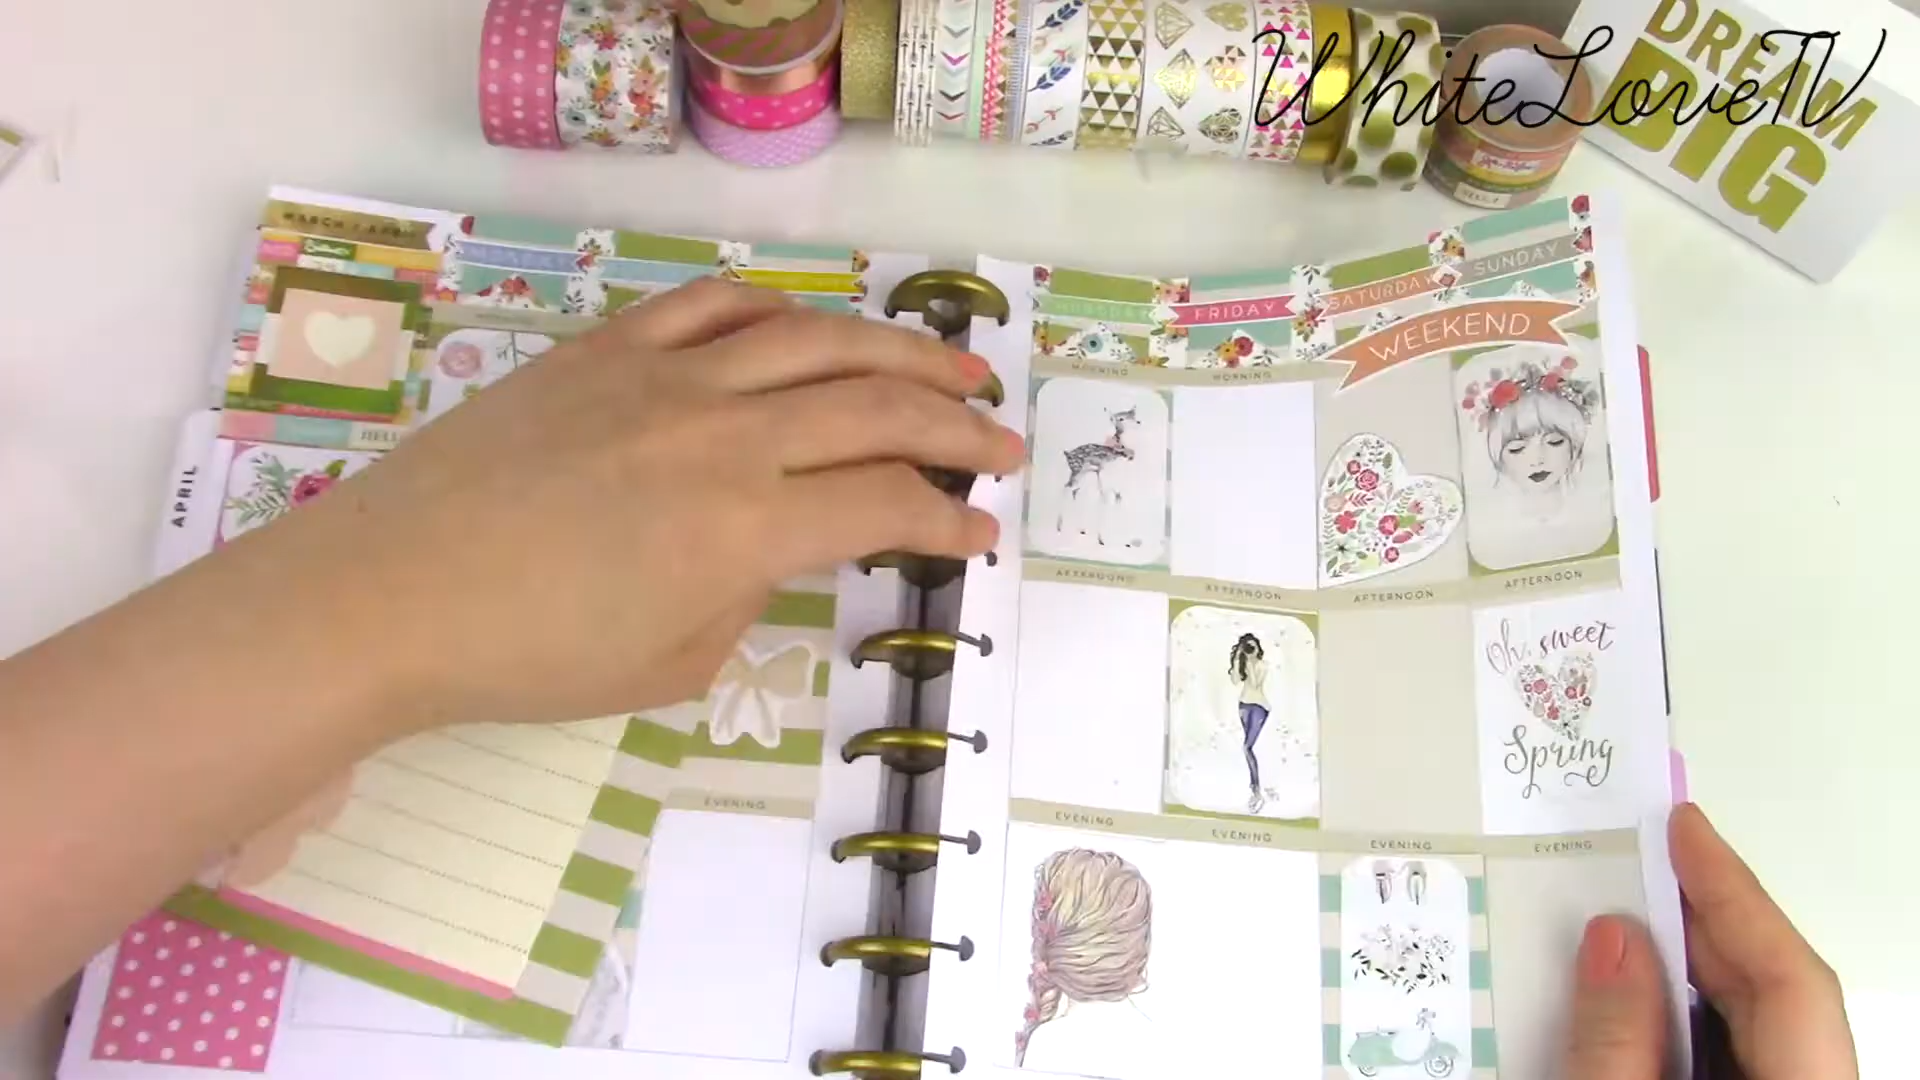 DREAM
BIG
WhiteLoveTV
MARCH / APRIL
SUNDAY
SATURDAY
FRIDAY
WEEKEND
MORNING
MORNING
APRIL
AFTERNOON
AFTERNOON
AFTERNOON
AFTERNOON
Oh, sweet
Spring
EVENING
EVENING
EVENING
EVENING
EVENING